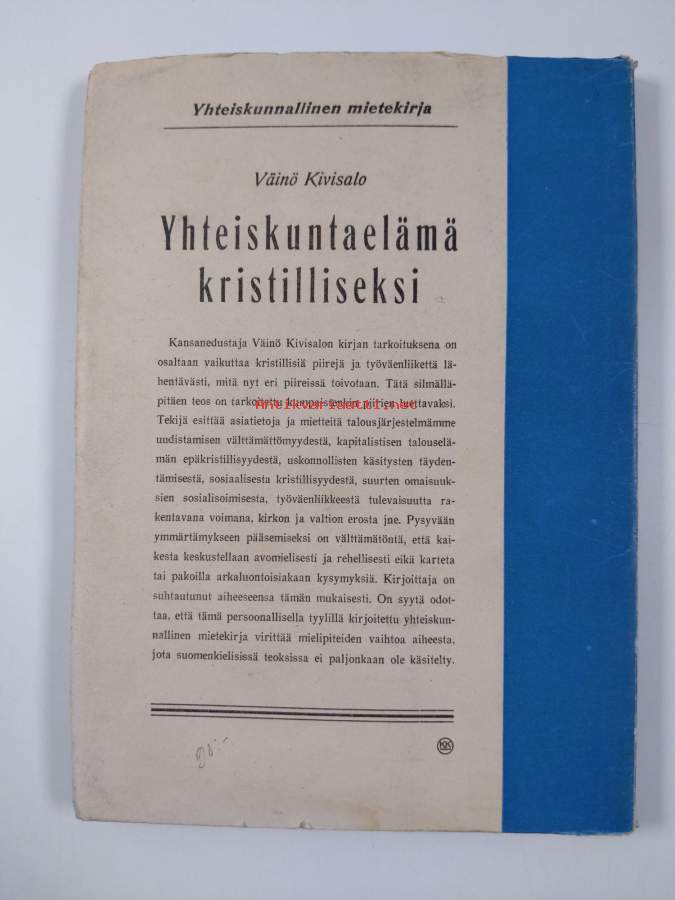 Yhteiskunnallinen mietekirja
Väinö Kivisalo
Yhteiskuntaelämä
kristilliseksi
Kansanedustaja Väinö Kivisalon kirjan tarkoituksena on
osaltaan vaikuttaa kristillisiä piirejä ja työväenliikettä lä-
hentävästi, mitä nyt eri piireissä toivotaan. Tätä silmällä-
pitäen teos on tarkoitettu kumpaistenkin piirien luettavaksi.
Antikvariaatti.net
Tekijä esittää asiatietoja ja mietteitä talousjärjestelmämme
uudistamisen välttämättömyydestä, kapitalistisen talouselä-
män epäkristillisyydestä, uskonnollisten käsitysten täyden-
tämisestä, sosiaalisesta kristillisyydestä, suurten omaisuuk-
sien sosialisoimisesta, työväenliikkeestä tulevaisuutta ra-
kentavana voimana, kirkon ja valtion erosta jne. Pysyvään
ymmärtämykseen pääsemiseksi on välttämätöntä, että kai-
kesta keskustellaan avomielisesti ja rehellisesti eikä karteta
tai pakoilla arkaluontoisiakaan kysymyksiä. Kirjoittaja on
suhtautunut aiheeseensa tämän mukaisesti. On syytä odot-
taa, että tämä persoonallisella tyylillä kirjoitettu yhteiskun-
nallinen mietekirja virittää mielipiteiden vaihtoa aiheesta,
jota suomenkielisissä teoksissa ei paljonkaan ole käsitelty.